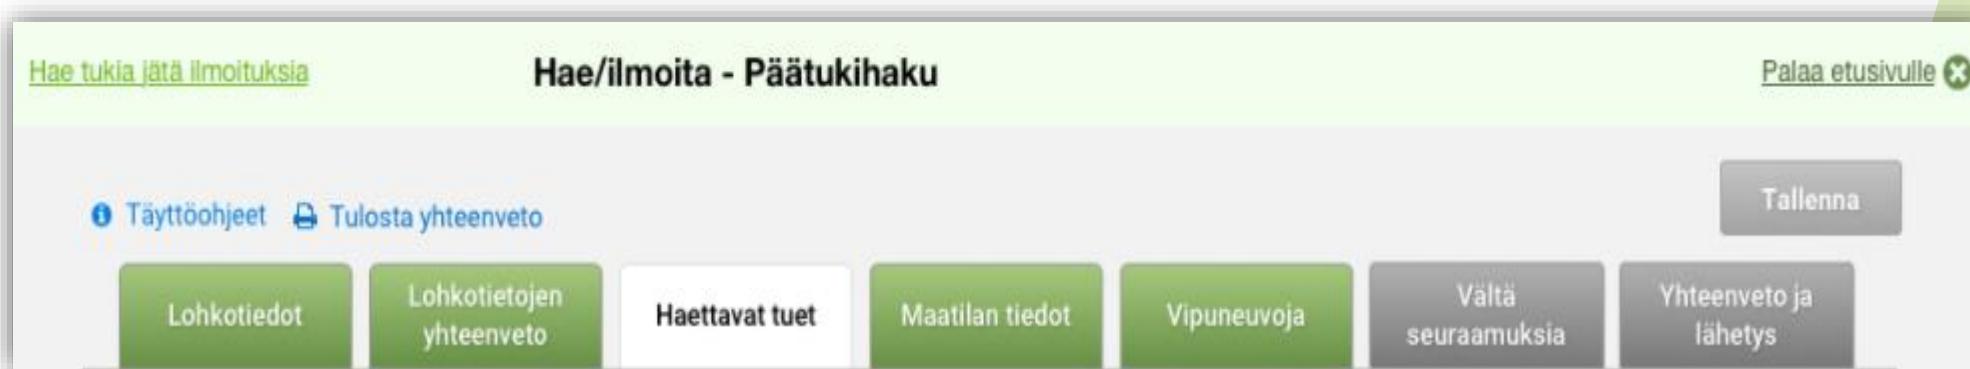 Hae tukia jätä ilmoituksia
Hae/ilmoita - Päätukihaku
Palaa etusivulle
Täyttöohjeet
Tulosta yhteenveto
Tallenna
Lohkotiedot
Lohkotietojen
yhteenveto
Haettavat tuet
Maatilan tiedot
Vipuneuvoja
Vältä
seuraamuksia
Yhteenveto ja
lähetys